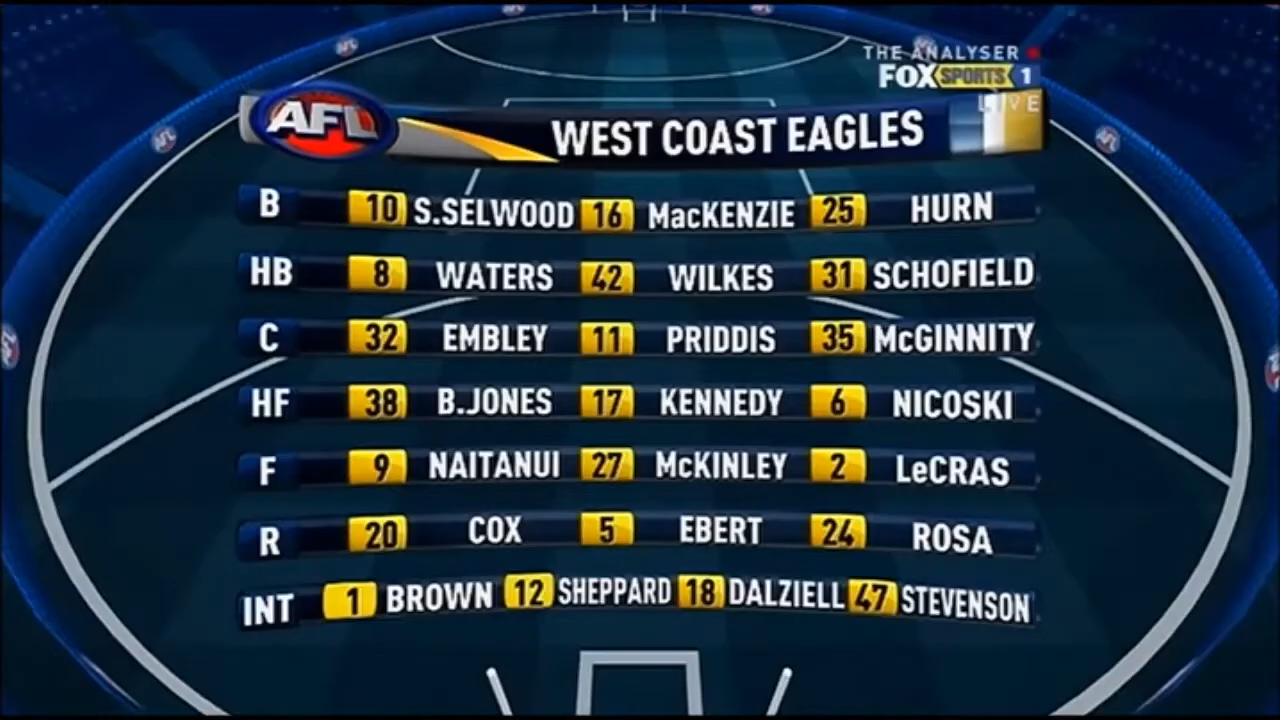 THE ANALYSER
FOX SPORTS 1
LIVE
AFL WEST COAST EAGLES
B 10 S.SELWOOD 16 MacKENZIE 25 HURN
HB 8 WATERS 42 WILKES 31 SCHOFIELD
C 32 EMBLEY 11 PRIDDIS 35 McGINNITY
HF 38 B.JONES 17 KENNEDY 6 NICOSKI
F 9 NAITANUI 27 McKINLEY 2 LeCRAS
R 20 COX 5 EBERT 24 ROSA
INT 1 BROWN 12 SHEPPARD 18 DALZIELL 47 STEVENSON